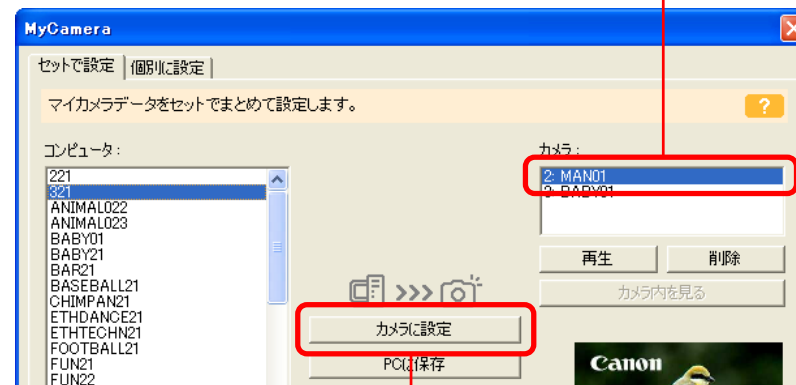 MyCamera
セットで設定
個別に設定
マイカメラデータをセットでまとめて設定します。
?
コンピュータ:
221
321
ANIMAL022
ANIMAL023
BABY01
BABY21
BAR21
BASEBALL21
CHIMPAN21
ETHDANCE21
ETHTECHN21
FOOTBALL21
FUN21
FUN22
>>>
カメラに設定
PCに保存
カメラ:
2: MAN01
3: BABY01
再生
削除
カメラ内を見る
Canon